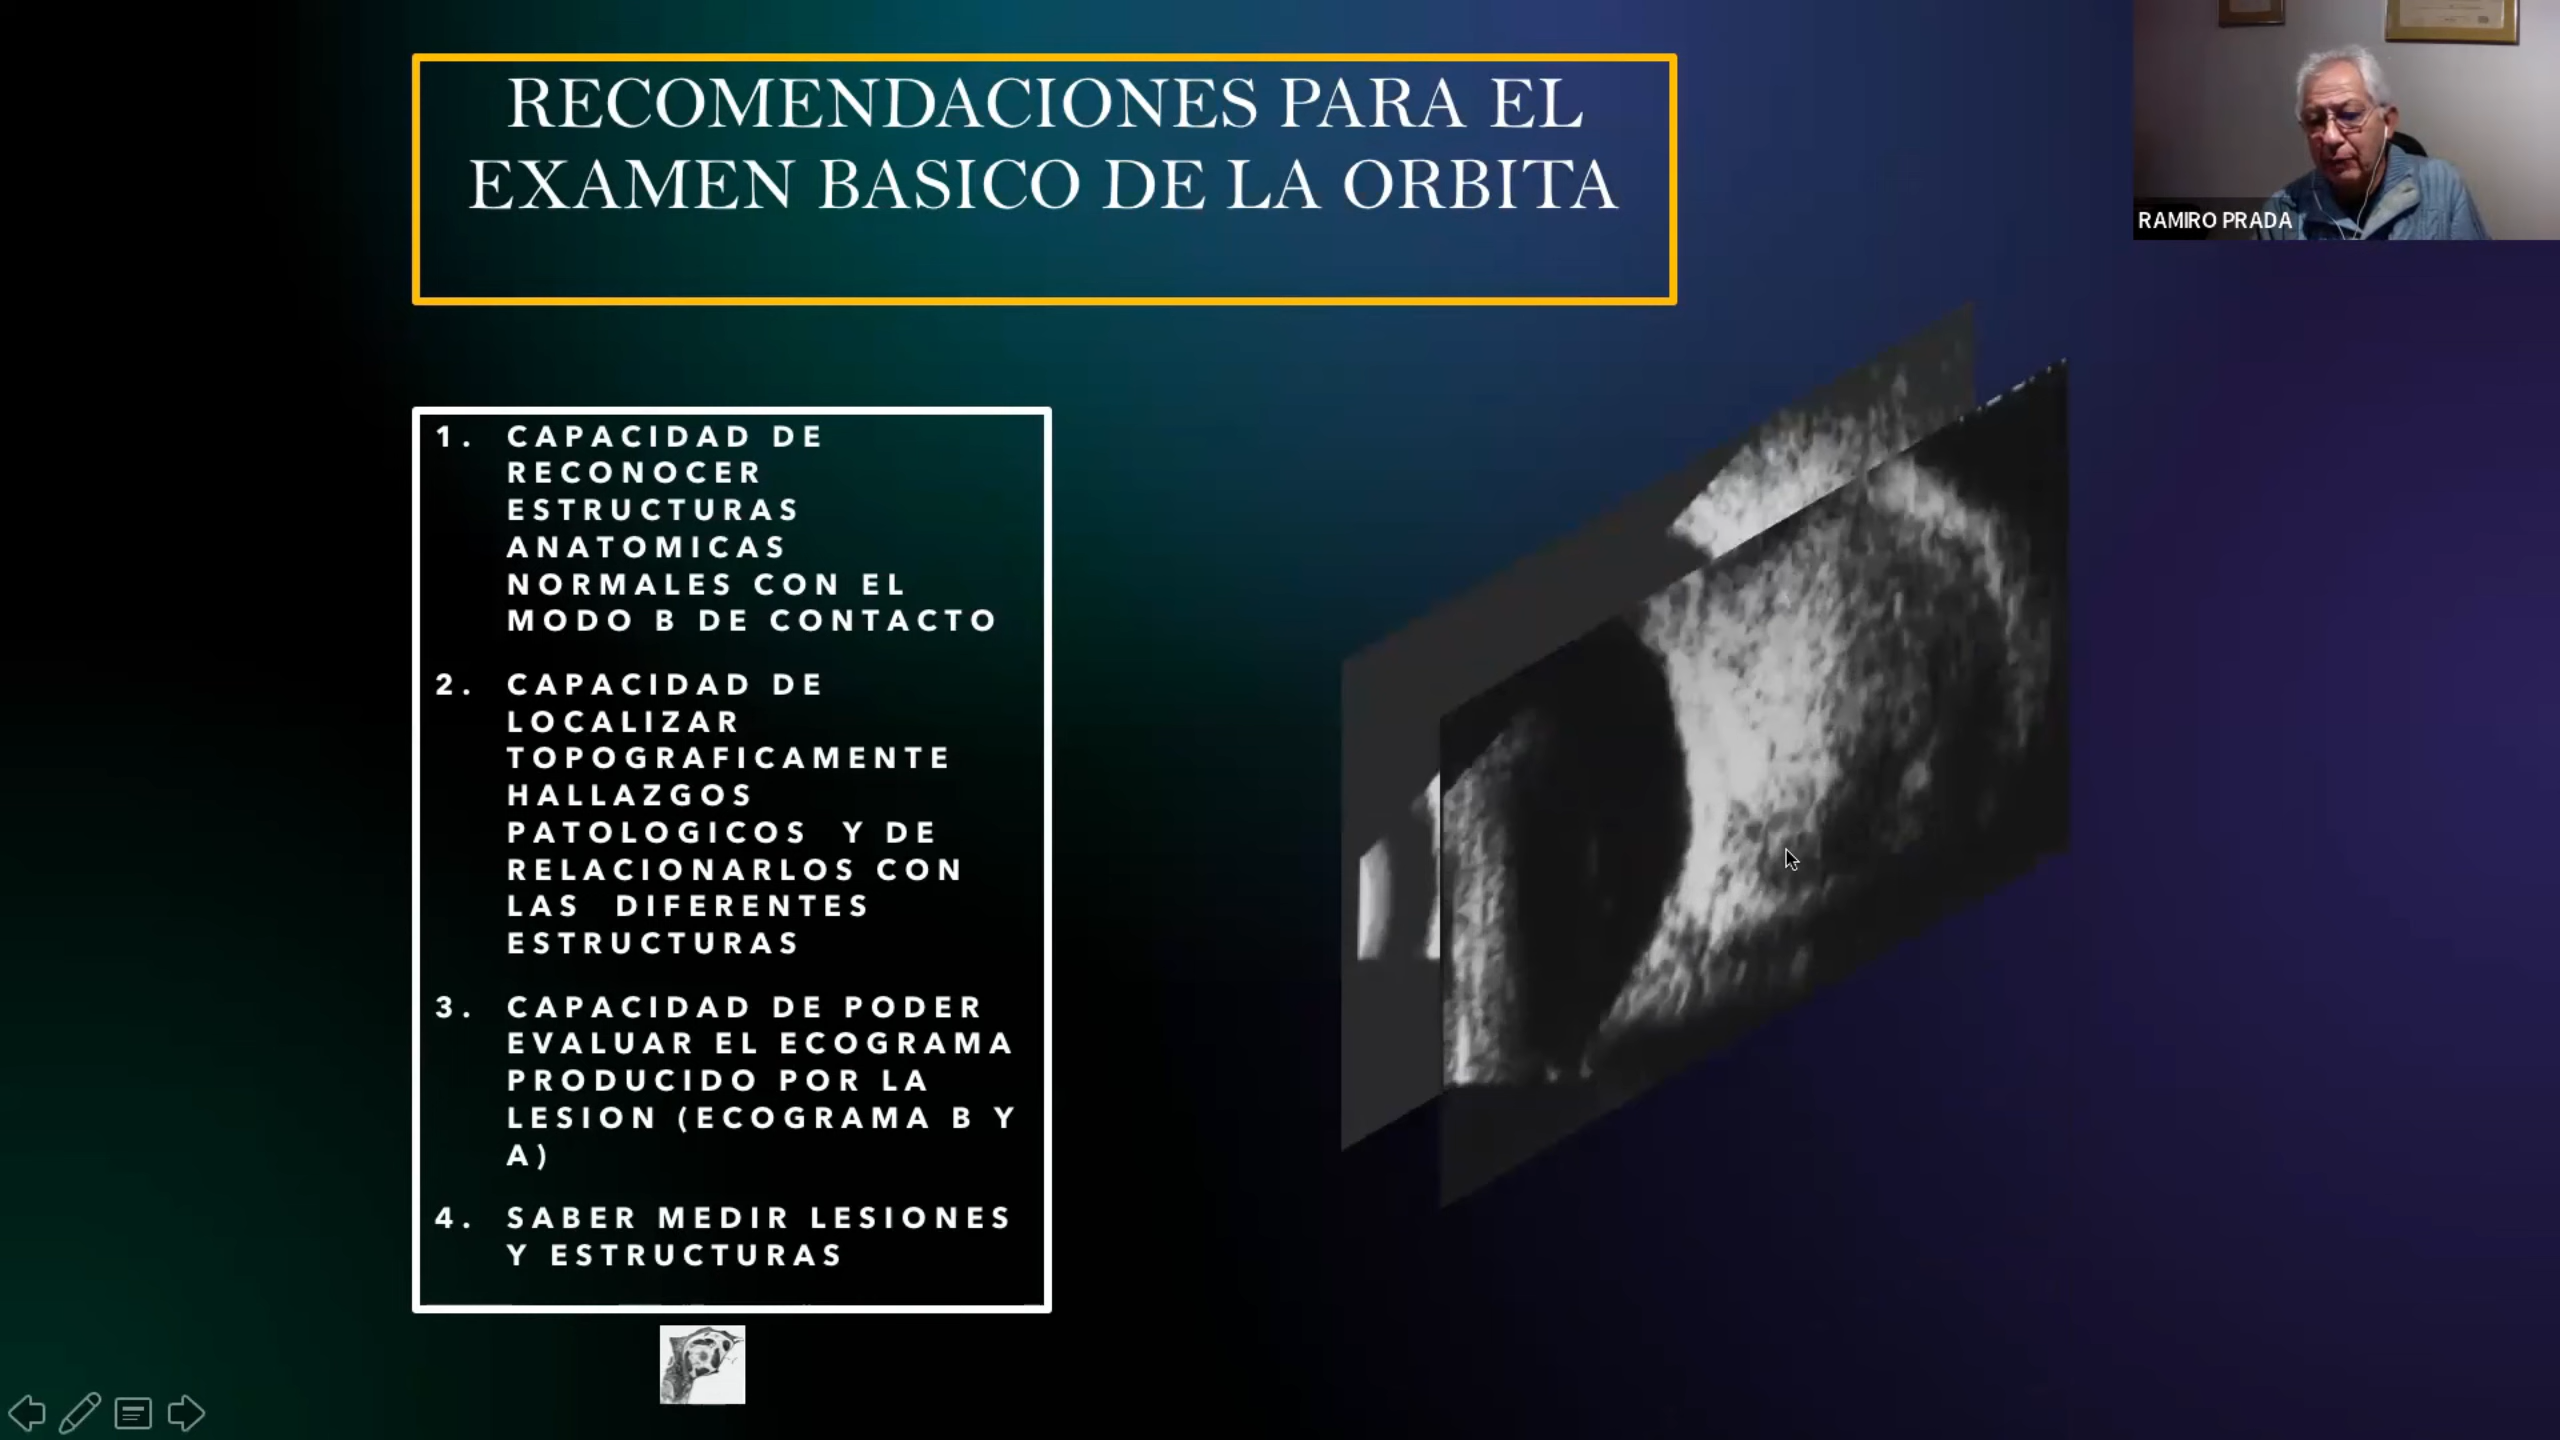 RECOMENDACIONES PARA EL
EXAMEN BASICO DE LA ORBITA
RAMIRO PRADA
1. CAPACIDAD DE
RECONOCER
ESTRUCTURAS
ANATOMICAS
NORMALES CON EL
MODO B DE CONTACTO
2. CAPACIDAD DE
LOCALIZAR
TOPOGRAFICAMENTE
HALLAZGOS
PATOLOGICOS Y DE
RELACIONARLOS CON
LAS DIFERENTES
ESTRUCTURAS
3. CAPACIDAD DE PODER
EVALUAR EL ECOGRAMA
PRODUCIDO POR LA
LESION (ECOGRAMA B Y
A)
4. SABER MEDIR LESIONES
Y ESTRUCTURAS